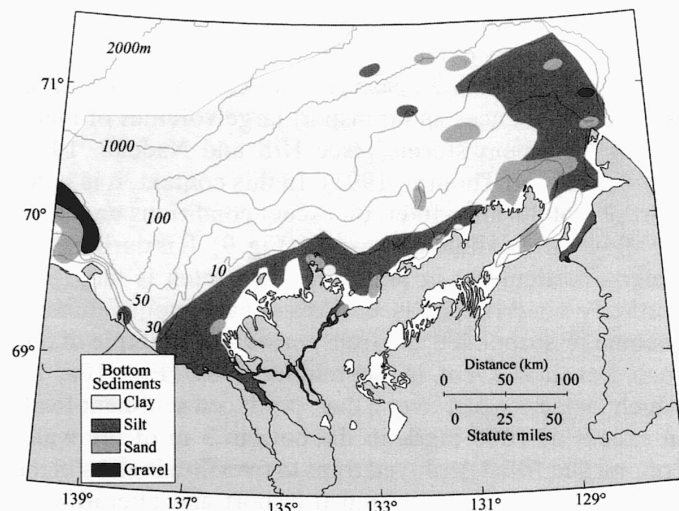 2000m
71°
1000
70°
100
10
50
30
69°
Bottom
Sediments
Clay
Silt
Sand
Gravel
Distance (km)
0 50 100
0 25 50
Statute miles
139° 137° 135° 133° 131° 129°